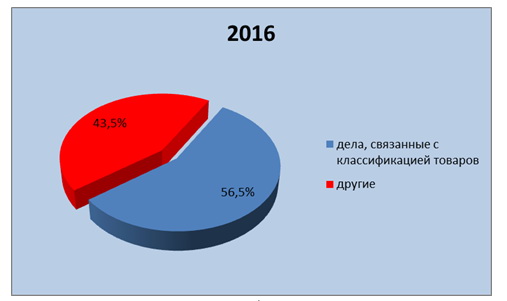 2016
43,5%
56,5%
дела, связанные с
классификацией товаров
другие